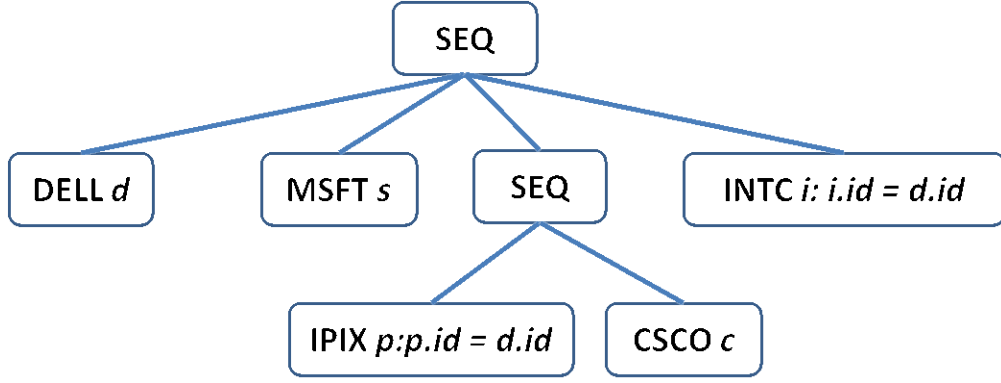 SEQ
DELL d
MSFT s
SEQ
INTC i: i.id = d.id
IPIX p:p.id = d.id
CSCO c